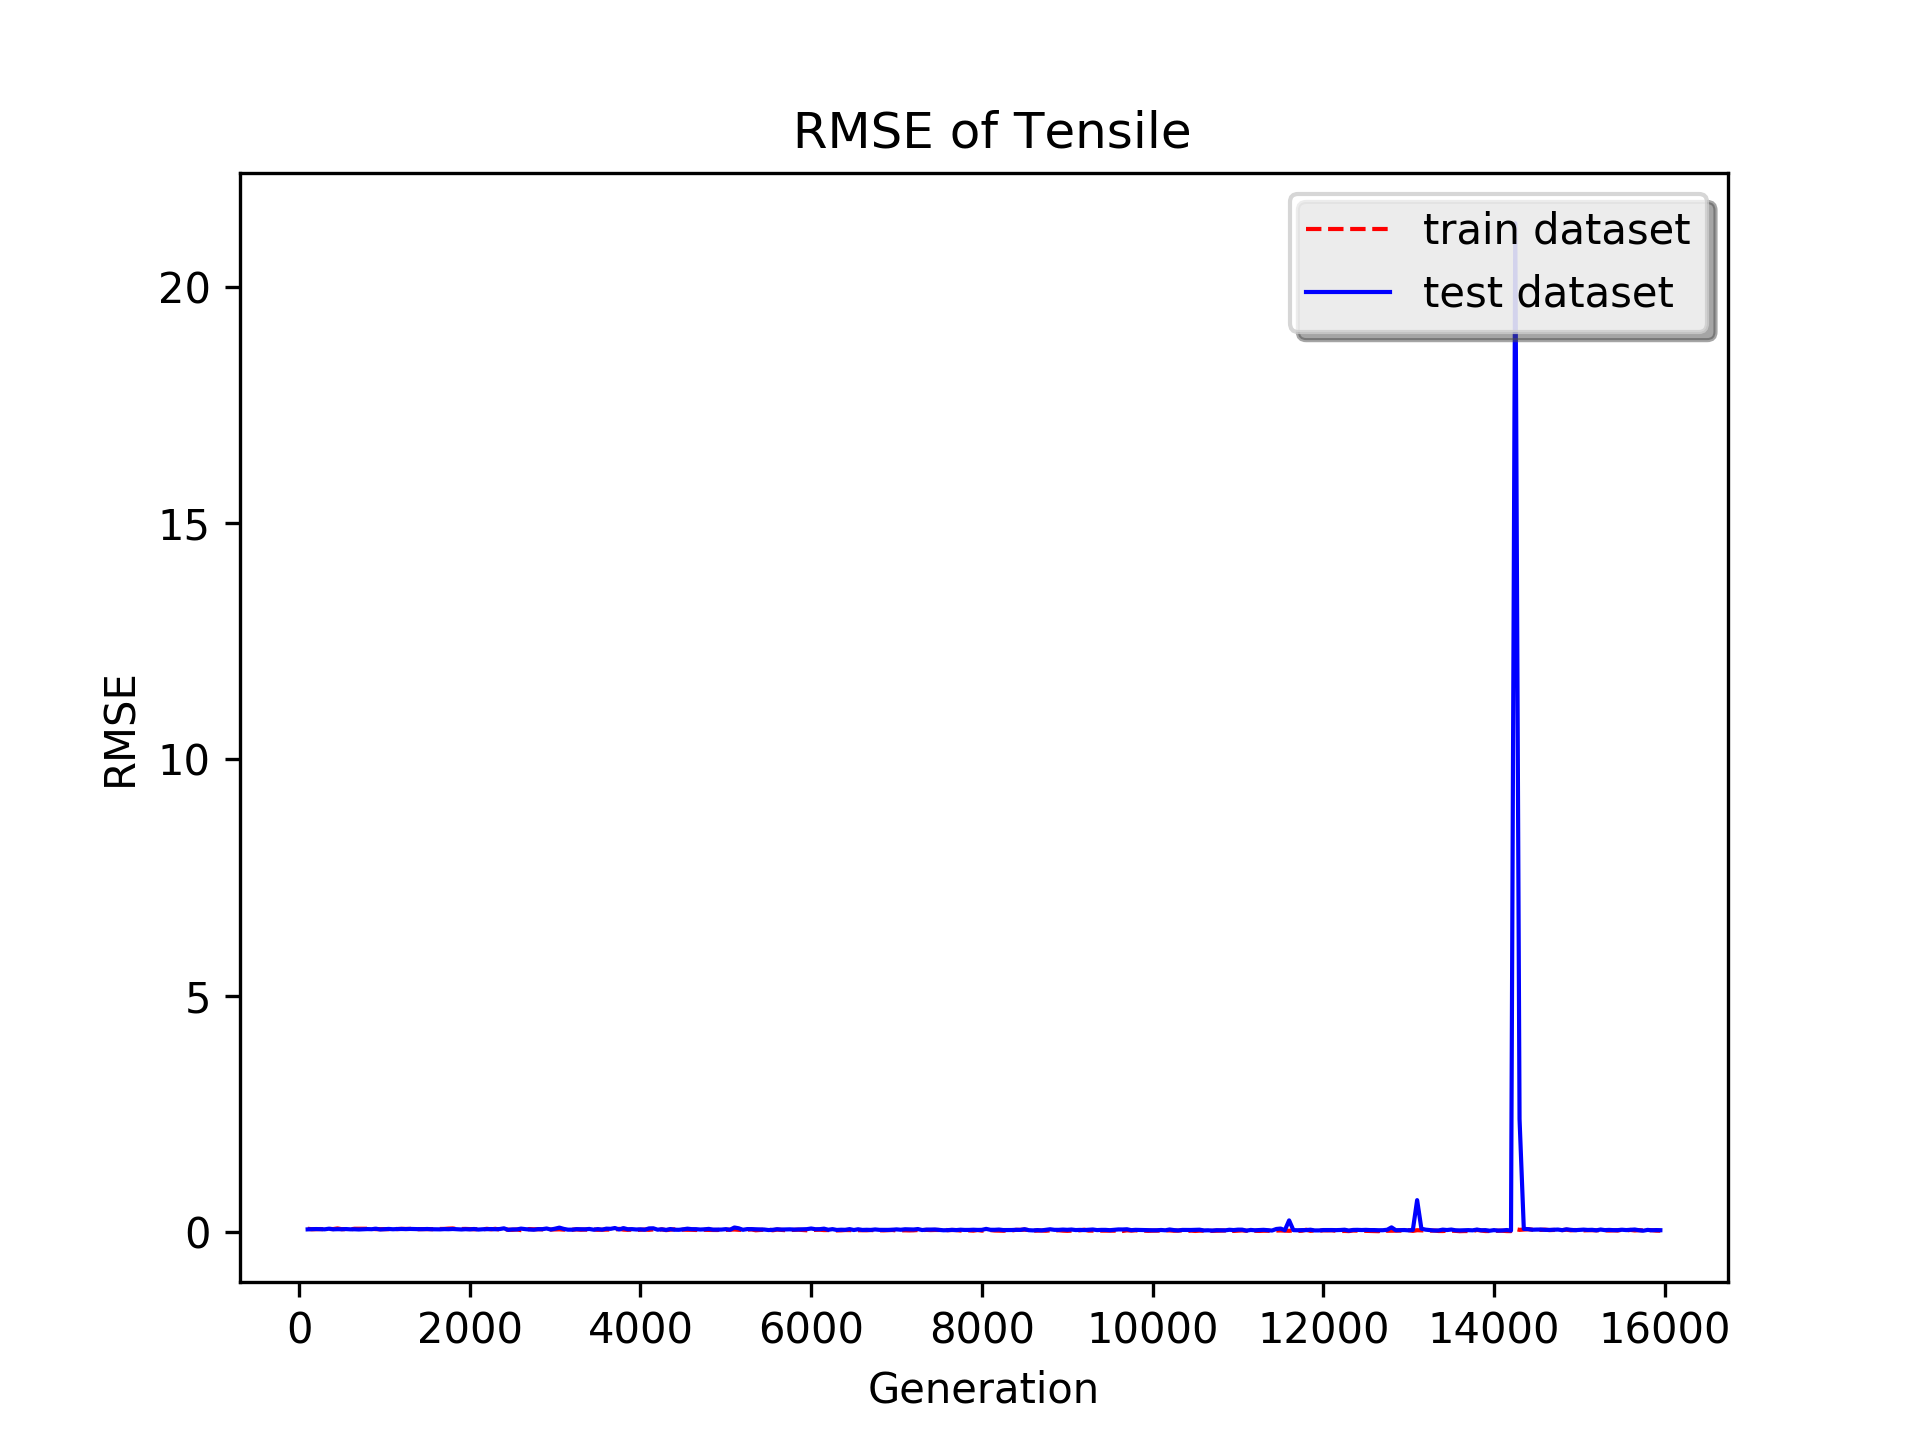 RMSE of Tensile
train dataset
test dataset
20
15
10
5
0
RMSE
0 2000 4000 6000 8000 10000 12000 14000 16000
Generation